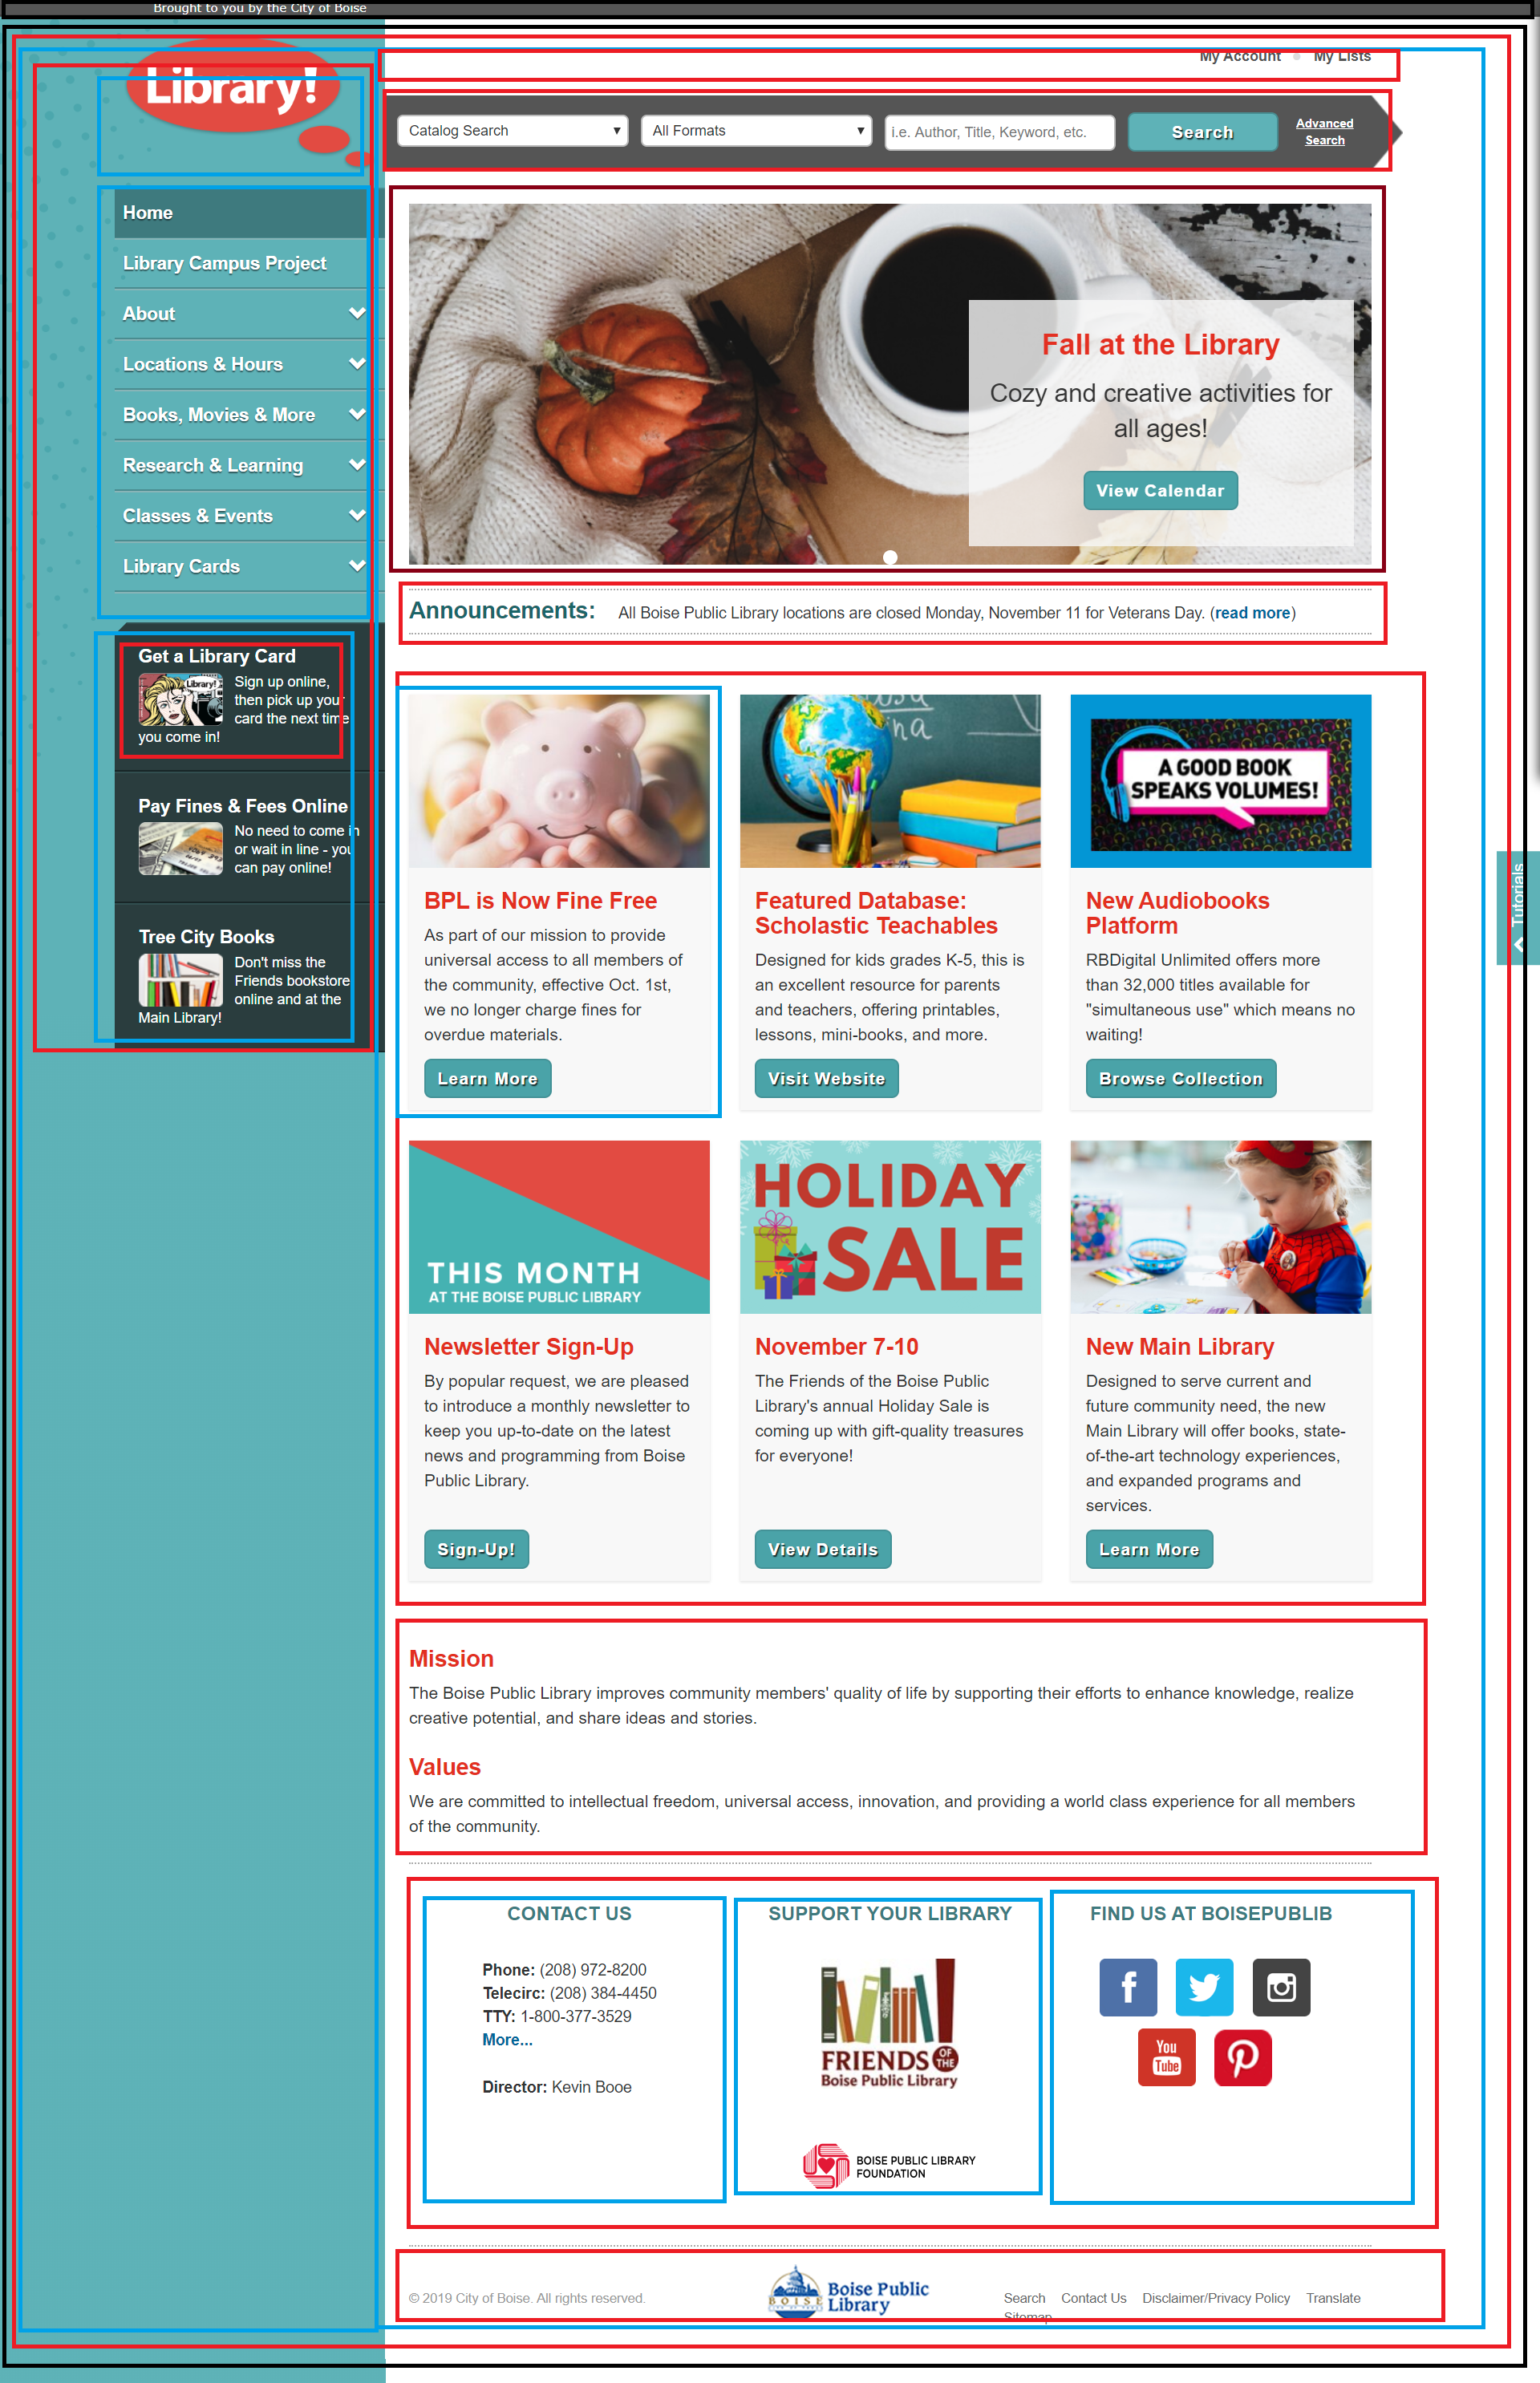 Brought to you by the City of Boise
Library!
My Account
My Lists
Catalog Search
All Formats
i.e. Author, Title, Keyword, etc.
Search
Advanced
Search
Home
Library Campus Project
About
Locations & Hours
Books, Movies & More
Research & Learning
Classes & Events
Library Cards
Fall at the Library
Cozy and creative activities for
all ages!
View Calendar
Announcements: All Boise Public Library locations are closed Monday, November 11 for Veterans Day. (read more)
Get a Library Card
Library!
Sign up online,
then pick up your
card the next time
you come in!
Pay Fines & Fees Online
No need to come in
or wait in line - you
can pay online!
Tree City Books
Don't miss the
Friends bookstore
online and at the
Main Library!
BPL is Now Fine Free
As part of our mission to provide
universal access to all members of
the community, effective Oct. 1st,
we no longer charge fines for
overdue materials.
Learn More
Featured Database:
Scholastic Teachables
Designed for kids grades K-5, this is
an excellent resource for parents
and teachers, offering printables,
lessons, mini-books, and more.
Visit Website
A GOOD BOOK
SPEAKS VOLUMES!
New Audiobooks
Platform
RBDigital Unlimited offers more
than 32,000 titles available for
"simultaneous use" which means no
waiting!
Browse Collection
Tutorials
THIS MONTH
AT THE BOISE PUBLIC LIBRARY
Newsletter Sign-Up
By popular request, we are pleased
to introduce a monthly newsletter to
keep you up-to-date on the latest
news and programming from Boise
Public Library.
Sign-Up!
HOLIDAY
SALE
November 7-10
The Friends of the Boise Public
Library's annual Holiday Sale is
coming up with gift-quality treasures
for everyone!
View Details
New Main Library
Designed to serve current and
future community need, the new
Main Library will offer books, state-
of-the-art technology experiences,
and expanded programs and
services.
Learn More
Mission
The Boise Public Library improves community members' quality of life by supporting their efforts to enhance knowledge, realize
creative potential, and share ideas and stories.
Values
We are committed to intellectual freedom, universal access, innovation, and providing a world class experience for all members
of the community.
CONTACT US
Phone: (208) 972-8200
Telecirc: (208) 384-4450
TTY: 1-800-377-3529
More...
Director: Kevin Booe
SUPPORT YOUR LIBRARY
FRIENDS OF THE
Boise Public Library
BOISE PUBLIC LIBRARY
FOUNDATION
FIND US AT BOISEPUBLIB
f
You
Tube
© 2019 City of Boise. All rights reserved.
BOISE
Boise Public
Library
Search Contact Us Disclaimer/Privacy Policy Translate
Sitemap